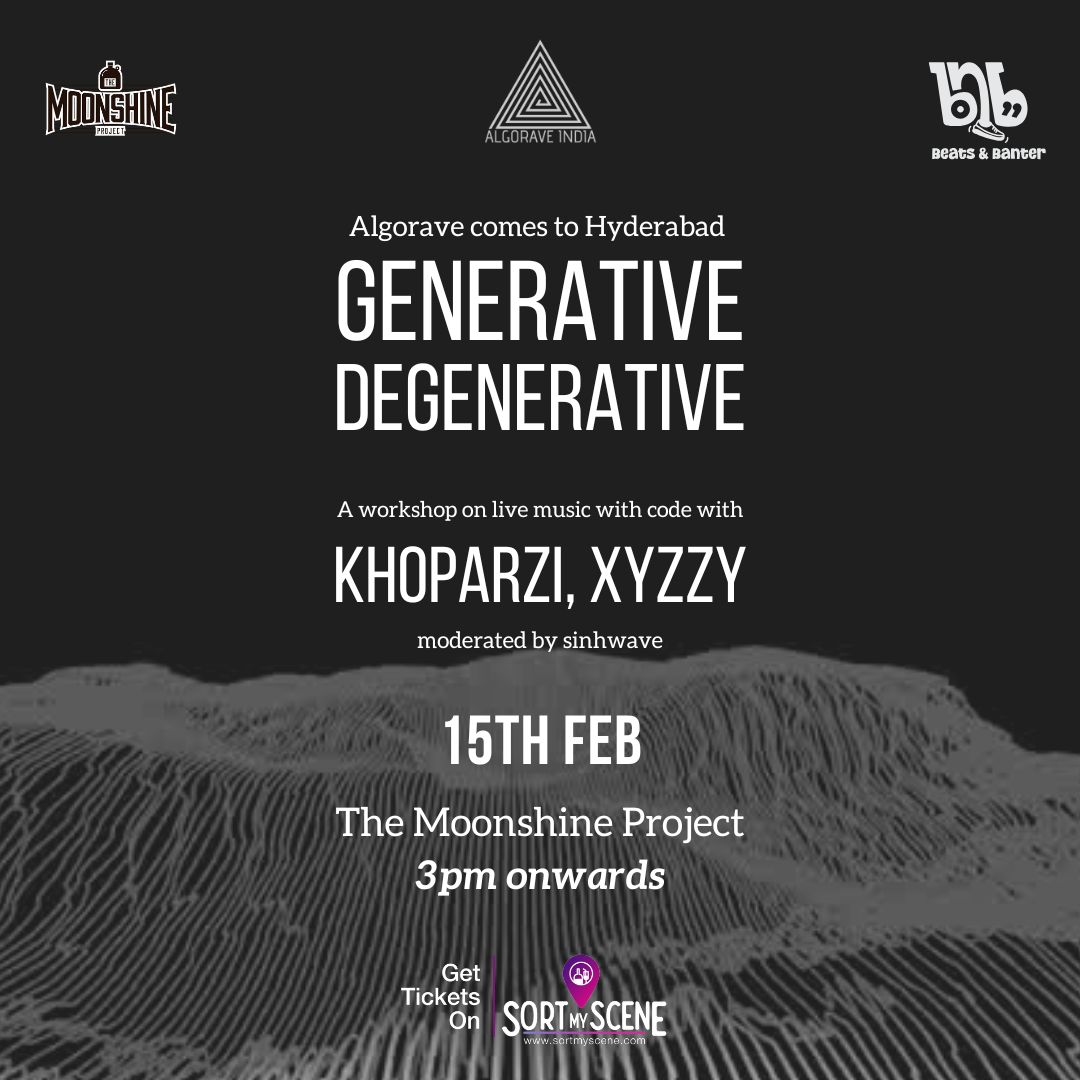 THE
MOONSHINE
PROJECT
ALGORAVE INDIA
bnb
Beats & Banter
Algorave comes to Hyderabad
GENERATIVE
DEGENERATIVE
A workshop on live music with code with
KHOPARZI, XYZZY
moderated by sinhwave
15TH FEB
The Moonshine Project
3pm onwards
Get
Tickets
On
SORT MY SCENE
www.sortmyscene.com